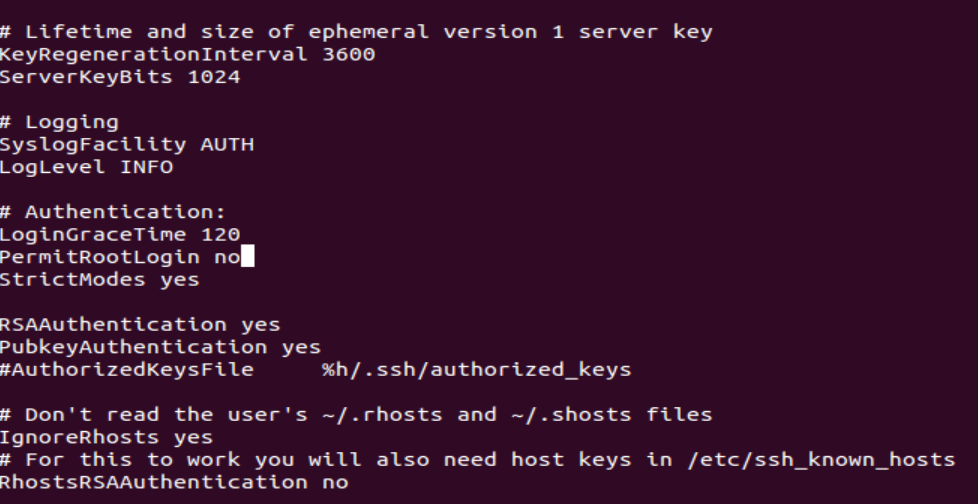 # Lifetime and size of ephemeral version 1 server key
KeyRegenerationInterval 3600
ServerKeyBits 1024
# Logging
SyslogFacility AUTH
LogLevel INFO
# Authentication:
LoginGraceTime 120
PermitRootLogin no
StrictModes yes
RSAAuthentication yes
PubkeyAuthentication yes
#AuthorizedKeysFile     %h/.ssh/authorized_keys
# Don't read the user's ~/.rhosts and ~/.shosts files
IgnoreRhosts yes
# For this to work you will also need host keys in /etc/ssh_known_hosts
RhostsRSAAuthentication no